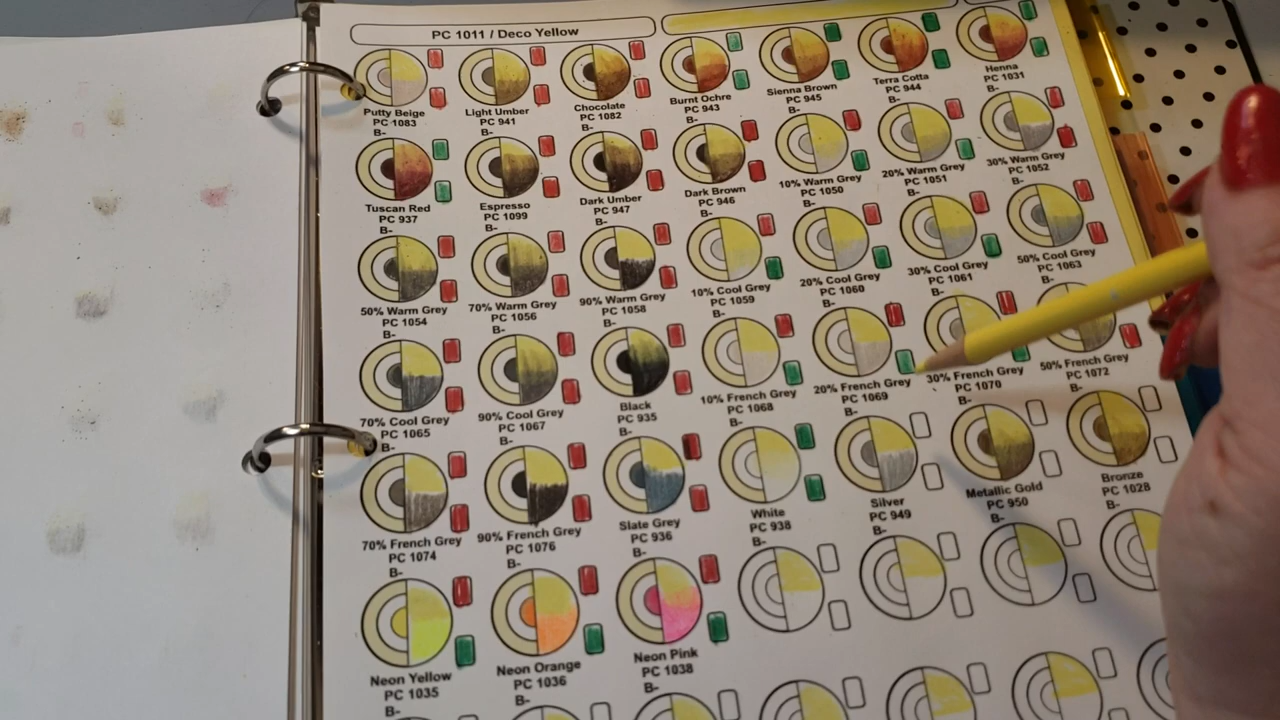 PC 1011 / Deco Yellow
Putty Beige
PC 1083
B-
Light Umber
PC 941
B-
Chocolate
PC 1082
B-
Burnt Ochre
PC 943
B-
Sienna Brown
PC 945
B-
Terra Cotta
PC 944
B-
Henna
PC 1031
B-
Tuscan Red
PC 937
B-
Espresso
PC 1099
B-
Dark Umber
PC 947
B-
Dark Brown
PC 946
B-
10% Warm Grey
PC 1050
B-
20% Warm Grey
PC 1051
B-
30% Warm Grey
PC 1052
B-
50% Warm Grey
PC 1054
B-
70% Warm Grey
PC 1056
B-
90% Warm Grey
PC 1058
B-
10% Cool Grey
PC 1059
B-
20% Cool Grey
PC 1060
B-
30% Cool Grey
PC 1061
B-
50% Cool Grey
PC 1063
B-
70% Cool Grey
PC 1065
B-
90% Cool Grey
PC 1067
B-
Black
PC 935
B-
10% French Grey
PC 1068
B-
20% French Grey
PC 1069
B-
30% French Grey
PC 1070
B-
50% French Grey
PC 1072
B-
70% French Grey
PC 1074
B-
90% French Grey
PC 1076
B-
Slate Grey
PC 936
B-
White
PC 938
B-
Silver
PC 949
B-
Metallic Gold
PC 950
B-
Bronze
PC 1028
B-
Neon Yellow
PC 1035
B-
Neon Orange
PC 1036
B-
Neon Pink
PC 1038
B-